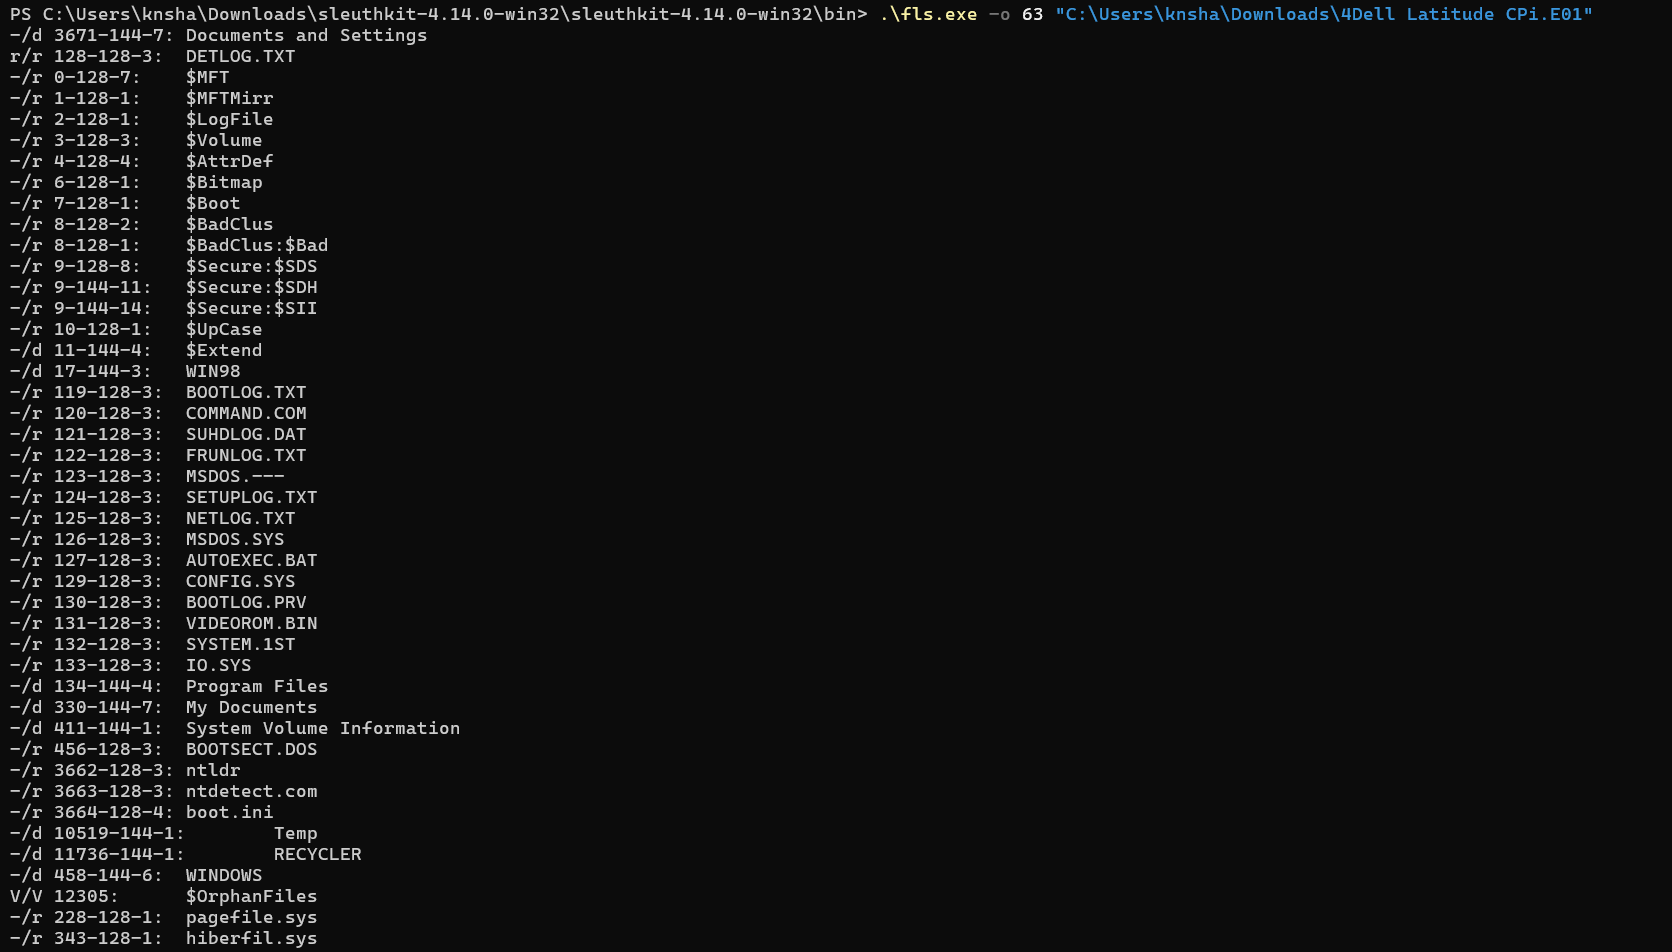 PS C:\Users\knsha\Downloads\sleuthkit-4.14.0-win32\sleuthkit-4.14.0-win32\bin> .\fls.exe -o 63 "C:\Users\knsha\Downloads\4Dell Latitude CPi.E01"
-/d 3671-144-7: Documents and Settings
r/r 128-128-3:  DETLOG.TXT
-/r 0-128-7:    $MFT
-/r 1-128-1:    $MFTMirr
-/r 2-128-1:    $LogFile
-/r 3-128-3:    $Volume
-/r 4-128-4:    $AttrDef
-/r 6-128-1:    $Bitmap
-/r 7-128-1:    $Boot
-/r 8-128-2:    $BadClus
-/r 8-128-1:    $BadClus:$Bad
-/r 9-128-8:    $Secure:$SDS
-/r 9-144-11:   $Secure:$SDH
-/r 9-144-14:   $Secure:$SII
-/r 10-128-1:   $UpCase
-/d 11-144-4:   $Extend
-/d 17-144-3:   WIN98
-/r 119-128-3:  BOOTLOG.TXT
-/r 120-128-3:  COMMAND.COM
-/r 121-128-3:  SUHDLOG.DAT
-/r 122-128-3:  FRUNLOG.TXT
-/r 123-128-3:  MSDOS.---
-/r 124-128-3:  SETUPLOG.TXT
-/r 125-128-3:  NETLOG.TXT
-/r 126-128-3:  MSDOS.SYS
-/r 127-128-3:  AUTOEXEC.BAT
-/r 129-128-3:  CONFIG.SYS
-/r 130-128-3:  BOOTLOG.PRV
-/r 131-128-3:  VIDEOROM.BIN
-/r 132-128-3:  SYSTEM.1ST
-/r 133-128-3:  IO.SYS
-/d 134-144-4:  Program Files
-/d 330-144-7:  My Documents
-/d 411-144-1:  System Volume Information
-/r 456-128-3:  BOOTSECT.DOS
-/r 3662-128-3: ntldr
-/r 3663-128-3: ntdetect.com
-/r 3664-128-4: boot.ini
-/d 10519-144-1:        Temp
-/d 11736-144-1:        RECYCLER
-/d 458-144-6:  WINDOWS
V/V 12305:      $OrphanFiles
-/r 228-128-1:  pagefile.sys
-/r 343-128-1:  hiberfil.sys